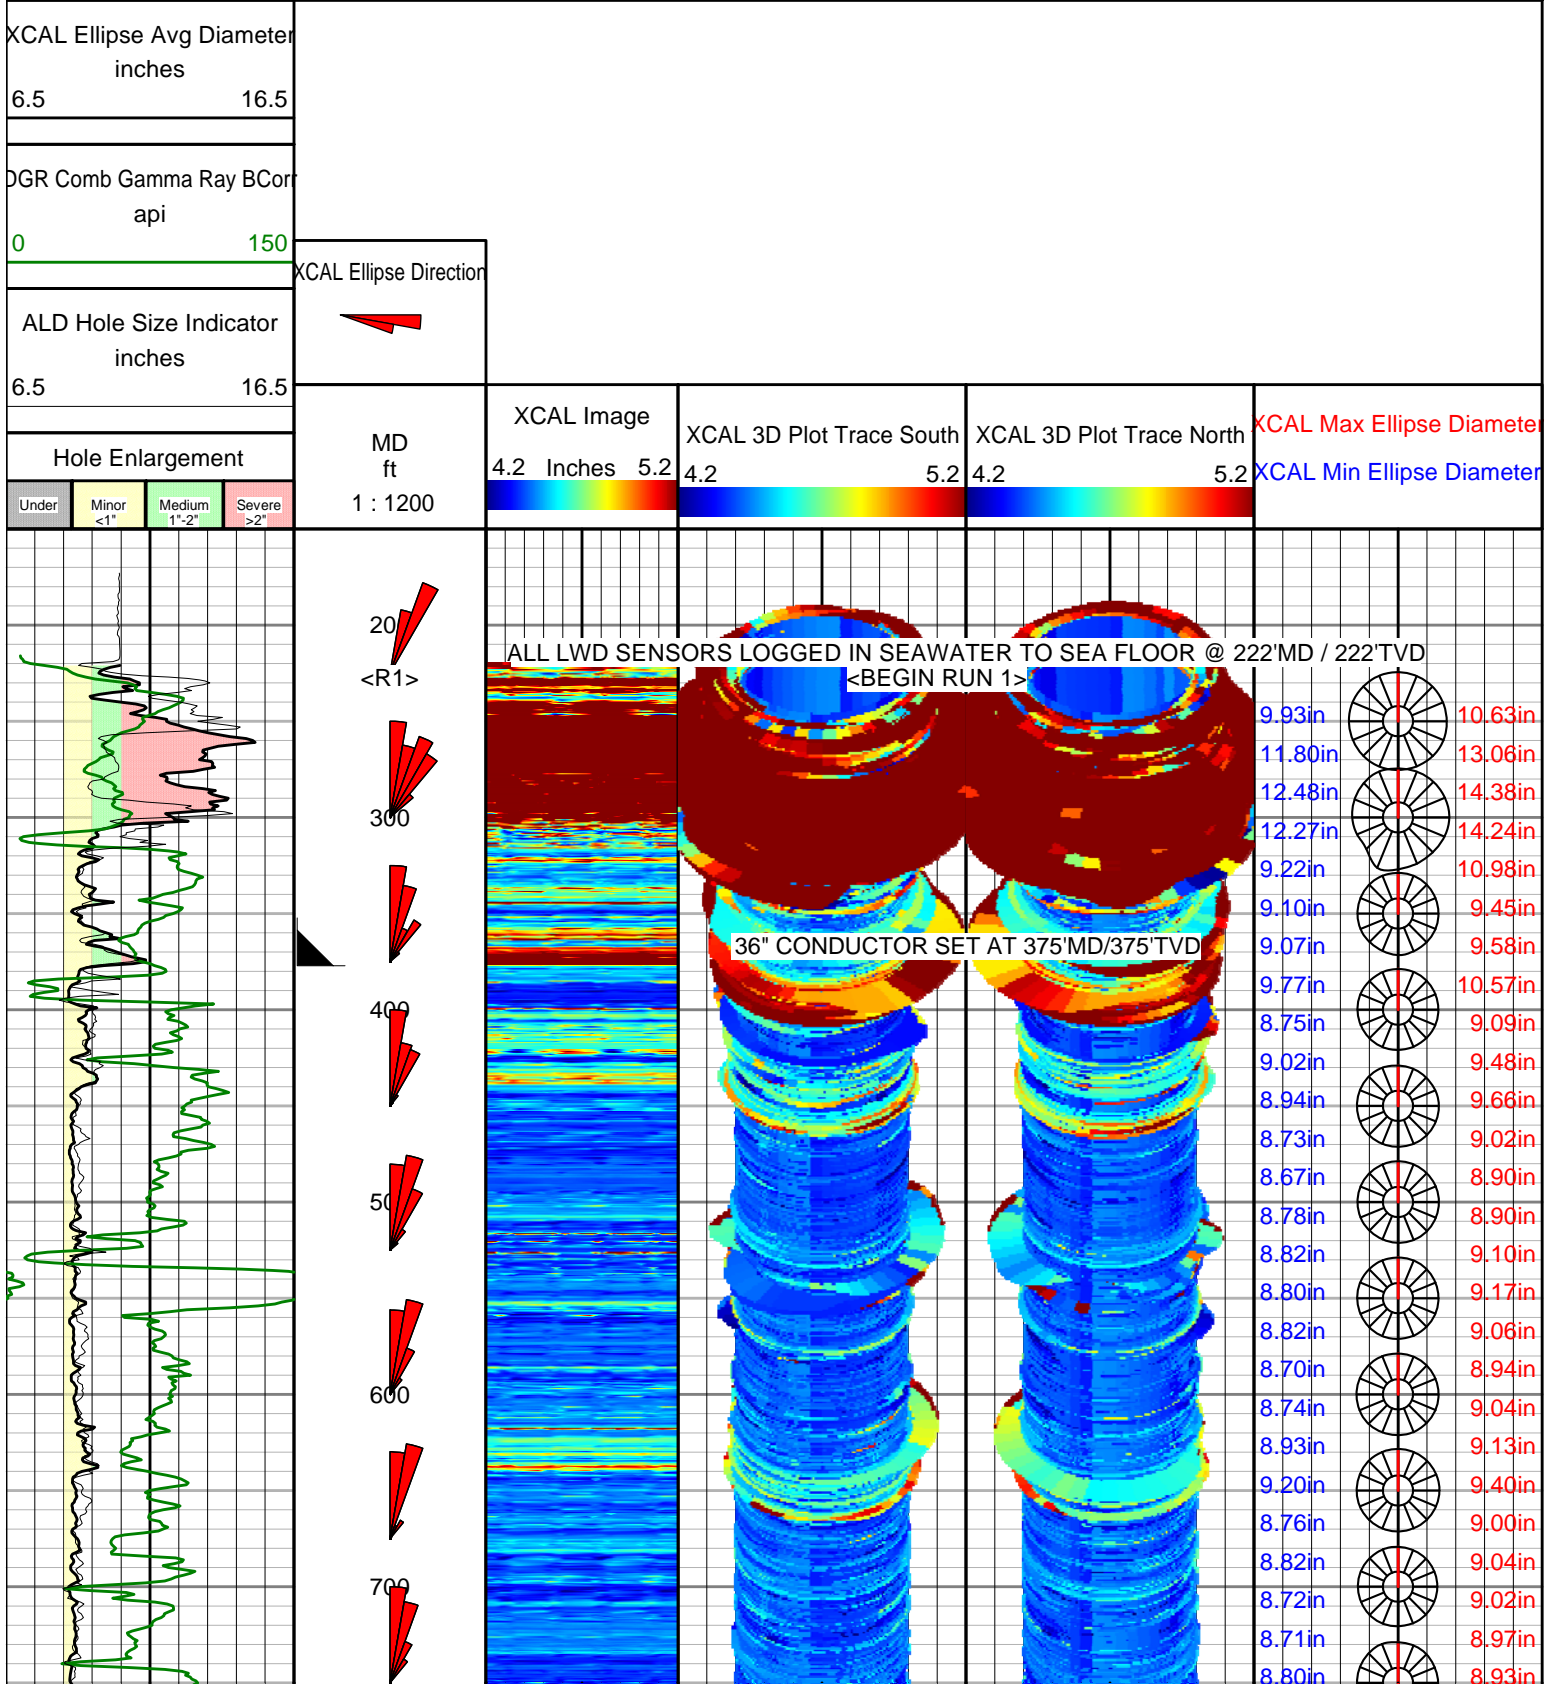 XCAL Ellipse Avg Diameter
inches
6.5 16.5
DGR Comb Gamma Ray BCorr
api
0 150
XCAL Ellipse Direction
ALD Hole Size Indicator
inches
6.5 16.5
Hole Enlargement
Under
Minor
<1"
Medium
1"-2"
Severe
>2"
MD
ft
1 : 1200
XCAL Image
4.2 Inches 5.2
XCAL 3D Plot Trace South
4.2 5.2
XCAL 3D Plot Trace North
4.2 5.2
XCAL Max Ellipse Diameter
XCAL Min Ellipse Diameter
20
ALL LWD SENSORS LOGGED IN SEAWATER TO SEA FLOOR @ 222'MD / 222'TVD
<R1>
<BEGIN RUN 1>
9.93in 10.63in
11.80in 13.06in
12.48in 14.38in
300
12.27in 14.24in
9.22in 10.98in
9.10in 9.45in
36" CONDUCTOR SET AT 375'MD/375'TVD
9.07in 9.58in
9.77in 10.57in
400
8.75in 9.09in
9.02in 9.48in
8.94in 9.66in
8.73in 9.02in
8.67in 8.90in
50
8.78in 8.90in
8.82in 9.10in
8.80in 9.17in
8.82in 9.06in
8.70in 8.94in
600
8.74in 9.04in
8.93in 9.13in
9.20in 9.40in
8.76in 9.00in
8.82in 9.04in
700
8.72in 9.02in
8.71in 8.97in
8.80in 8.93in